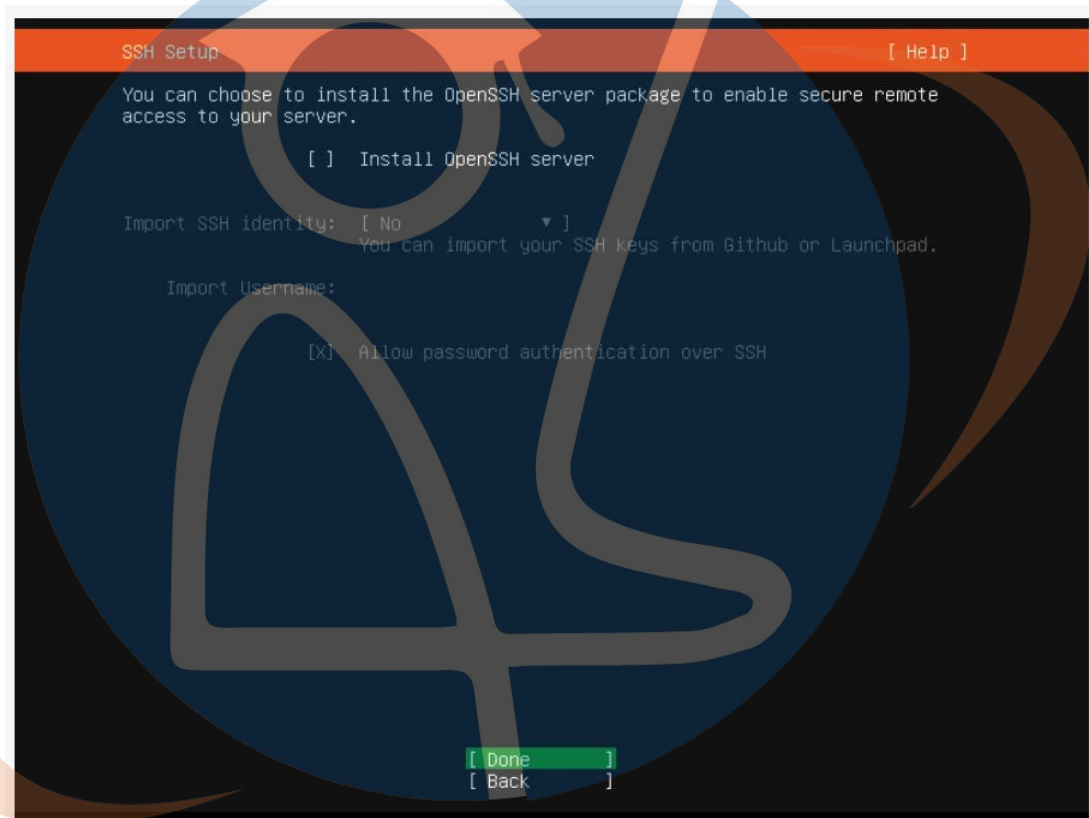 SSH Setup [ Help ]
You can choose to install the OpenSSH server package to enable secure remote
access to your server.
[ ] Install OpenSSH server
Import SSH identity: [ No ▼ ]
You can import your SSH keys from Github or Launchpad.
Import Username:
[X] Allow password authentication over SSH
[ Done ]
[ Back ]